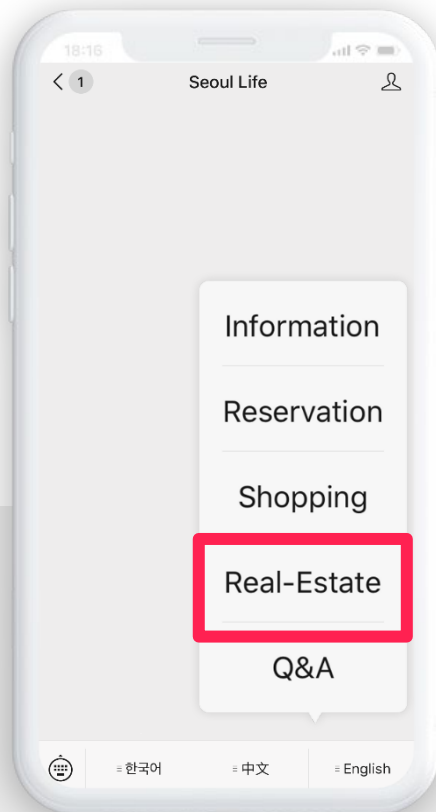 18:16
1
Seoul Life
Information
Reservation
Shopping
Real-Estate
Q&A
한국어
中文
English